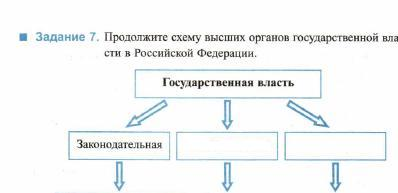 Задание 7. Продолжите схему высших органов государственной вла-
сти в Российской Федерации.
Государственная власть
Законодательная